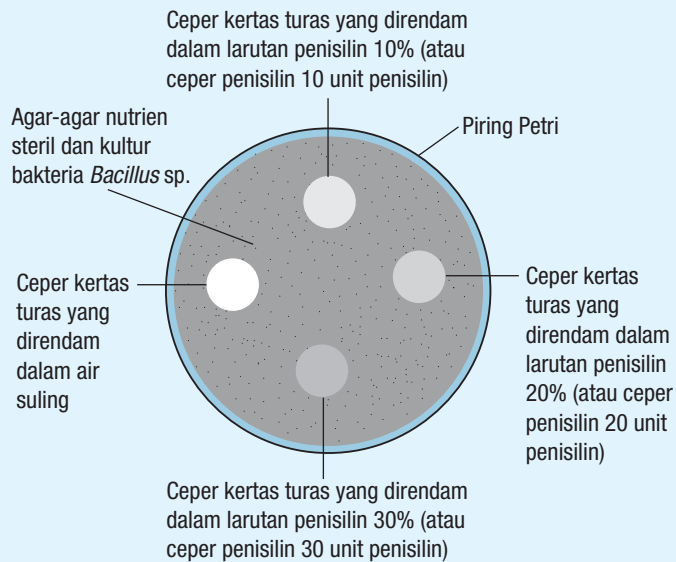 Ceper kertas turas yang direndam
dalam larutan penisilin 10% (atau
ceper penisilin 10 unit penisilin)
Agar-agar nutrien
steril dan kultur
bakteria Bacillus sp.
Piring Petri
Ceper kertas
turas yang
direndam
dalam air
suling
Ceper kertas
turas yang
direndam dalam
larutan penisilin
20% (atau ceper
penisilin 20 unit
penisilin)
Ceper kertas turas yang direndam
dalam larutan penisilin 30% (atau
ceper penisilin 30 unit penisilin)